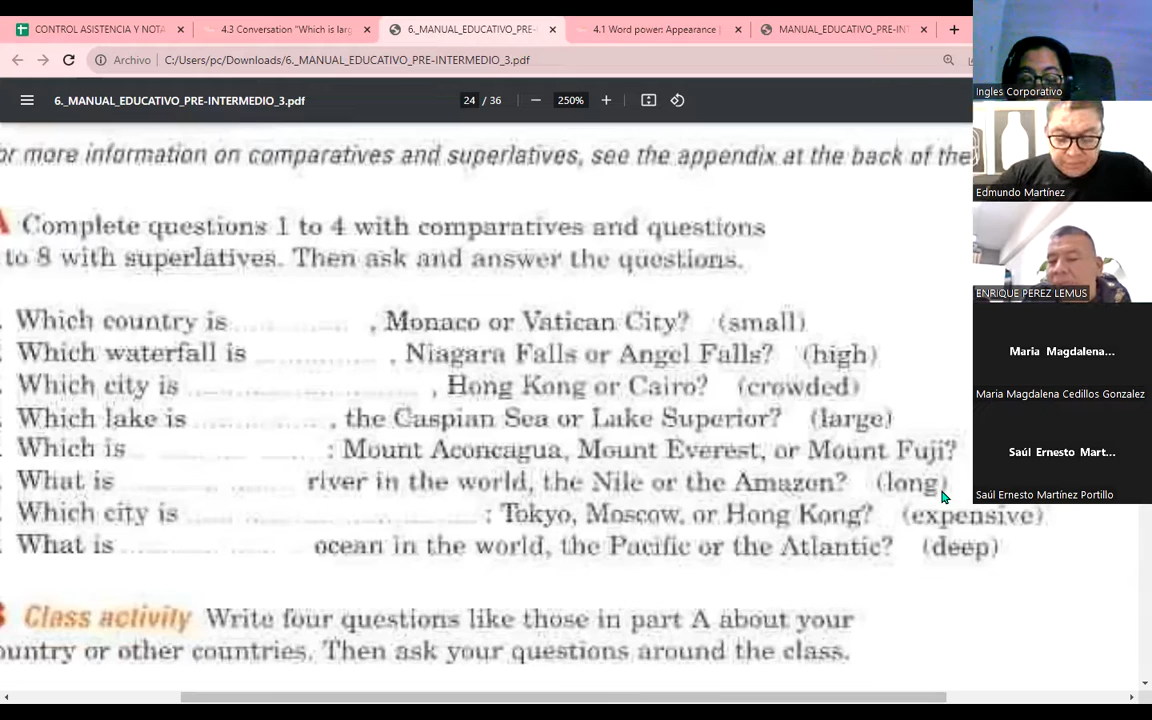 CONTROL ASISTENCIA Y NOTA
4.3 Conversation "Which is larg
6._MANUAL_EDUCATIVO_PRE-
4.1 Word power: Appearance
MANUAL_EDUCATIVO_PRE-INT
Archivo C:/Users/pc/Downloads/6._MANUAL_EDUCATIVO_PRE-INTERMEDIO_3.pdf
6._MANUAL_EDUCATIVO_PRE-INTERMEDIO_3.pdf
24 / 36
250%
or more information on comparatives and superlatives, see the appendix at the back of the
A Complete questions 1 to 4 with comparatives and questions
to 8 with superlatives. Then ask and answer the questions.
Which country is , Monaco or Vatican City? (small)
Which waterfall is , Niagara Falls or Angel Falls? (high)
Which city is , Hong Kong or Cairo? (crowded)
Which lake is , the Caspian Sea or Lake Superior? (large)
Which is : Mount Aconcagua, Mount Everest, or Mount Fuji?
What is river in the world, the Nile or the Amazon? (long)
Which city is : Tokyo, Moscow, or Hong Kong? (expensive)
What is ocean in the world, the Pacific or the Atlantic? (deep)
Class activity Write four questions like those in part A about your
ountry or other countries. Then ask your questions around the class.
Ingles Corporativo
Edmundo Martínez
ENRIQUE PEREZ LEMUS
Maria Magdalena...
Maria Magdalena Cedillos Gonzalez
Saúl Ernesto Mart...
Saúl Ernesto Martínez Portillo